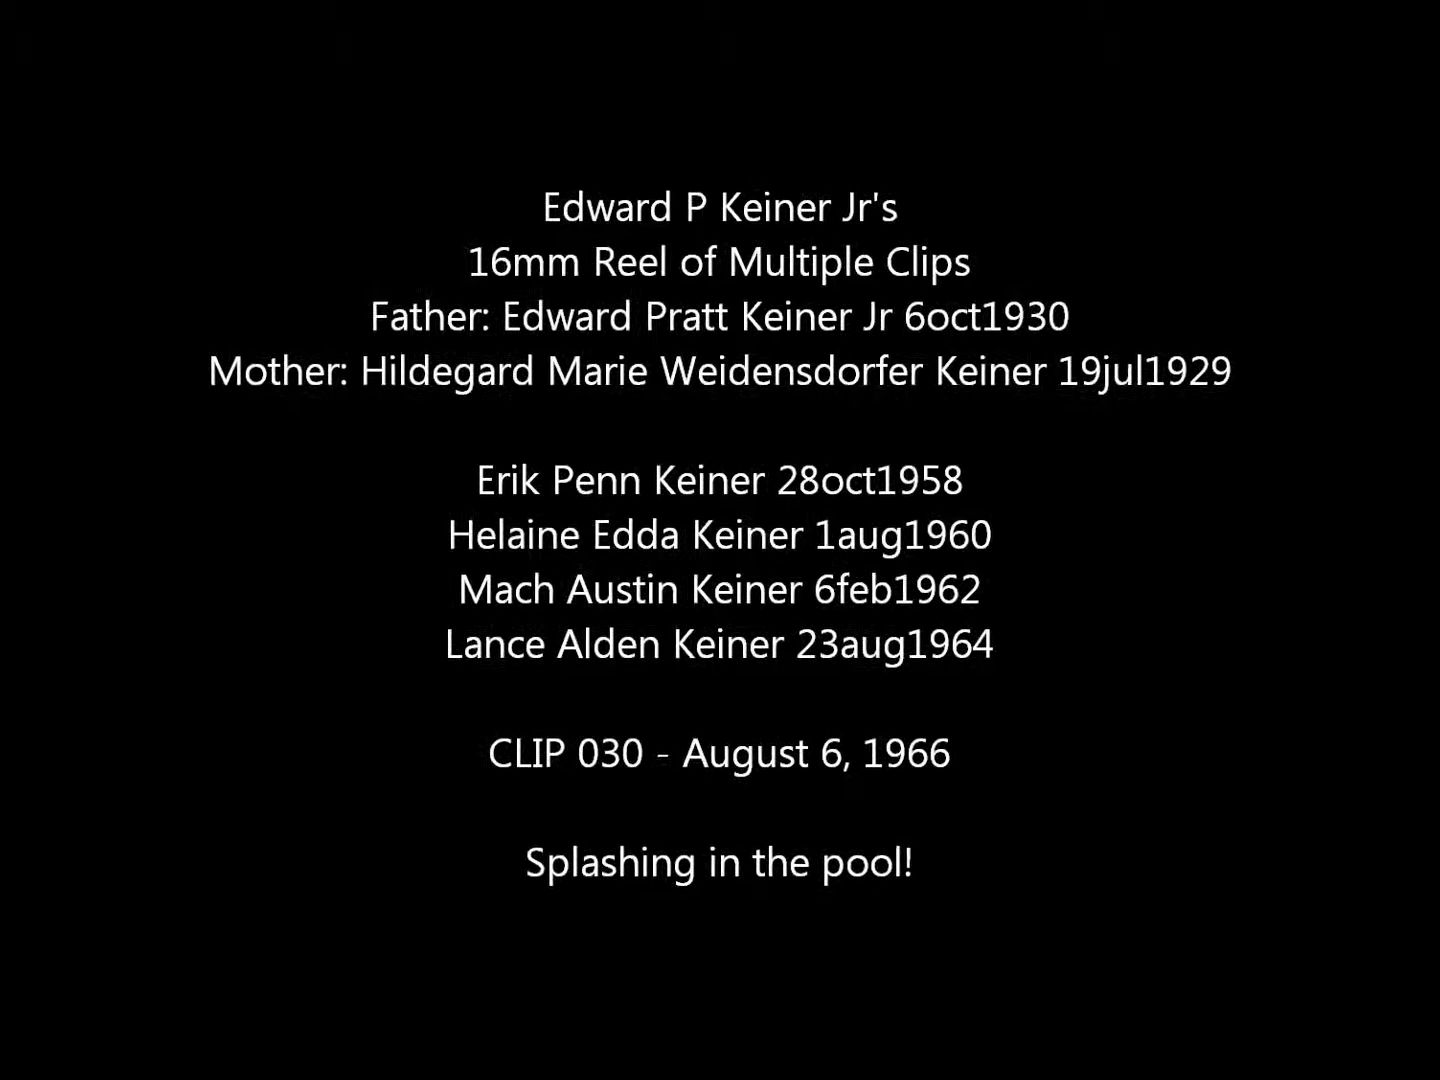 Edward P Keiner Jr's
16mm Reel of Multiple Clips
Father: Edward Pratt Keiner Jr 6oct1930
Mother: Hildegard Marie Weidensdorfer Keiner 19jul1929
Erik Penn Keiner 28oct1958
Helaine Edda Keiner 1aug1960
Mach Austin Keiner 6feb1962
Lance Alden Keiner 23aug1964
CLIP 030 - August 6, 1966
Splashing in the pool!